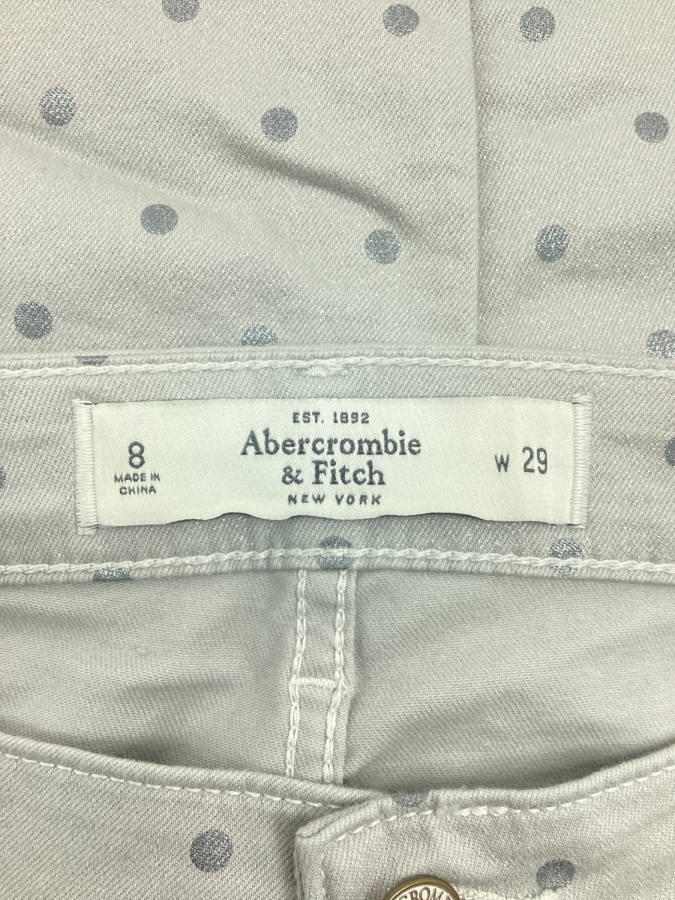 EST. 1892
Abercrombie
& Fitch
NEW YORK
8
MADE IN
CHINA
W 29